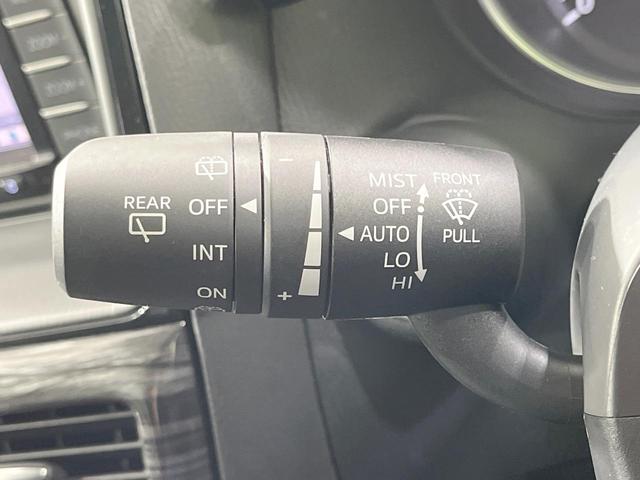 REAR
OFF
INT
ON
−
+
MIST
OFF
AUTO
LO
HI
FRONT
PULL